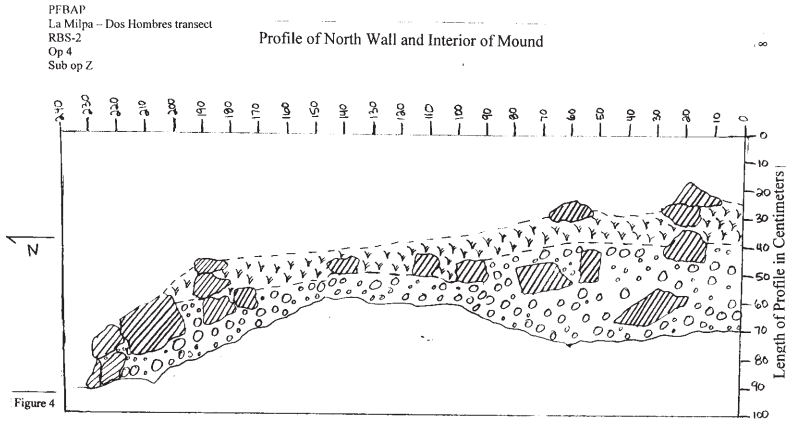 PFBAP
La Milpa – Dos Hombres transect
RBS-2
Op 4
Sub op Z
Profile of North Wall and Interior of Mound
240 230 220 210 200 190 180 170 160 150 140 130 120 110 100 90 80 70 60 50 40 30 20 10 0
0
10
20
30
40
50
60
70
80
90
100
Length of Profile in Centimeters
N
Figure 4